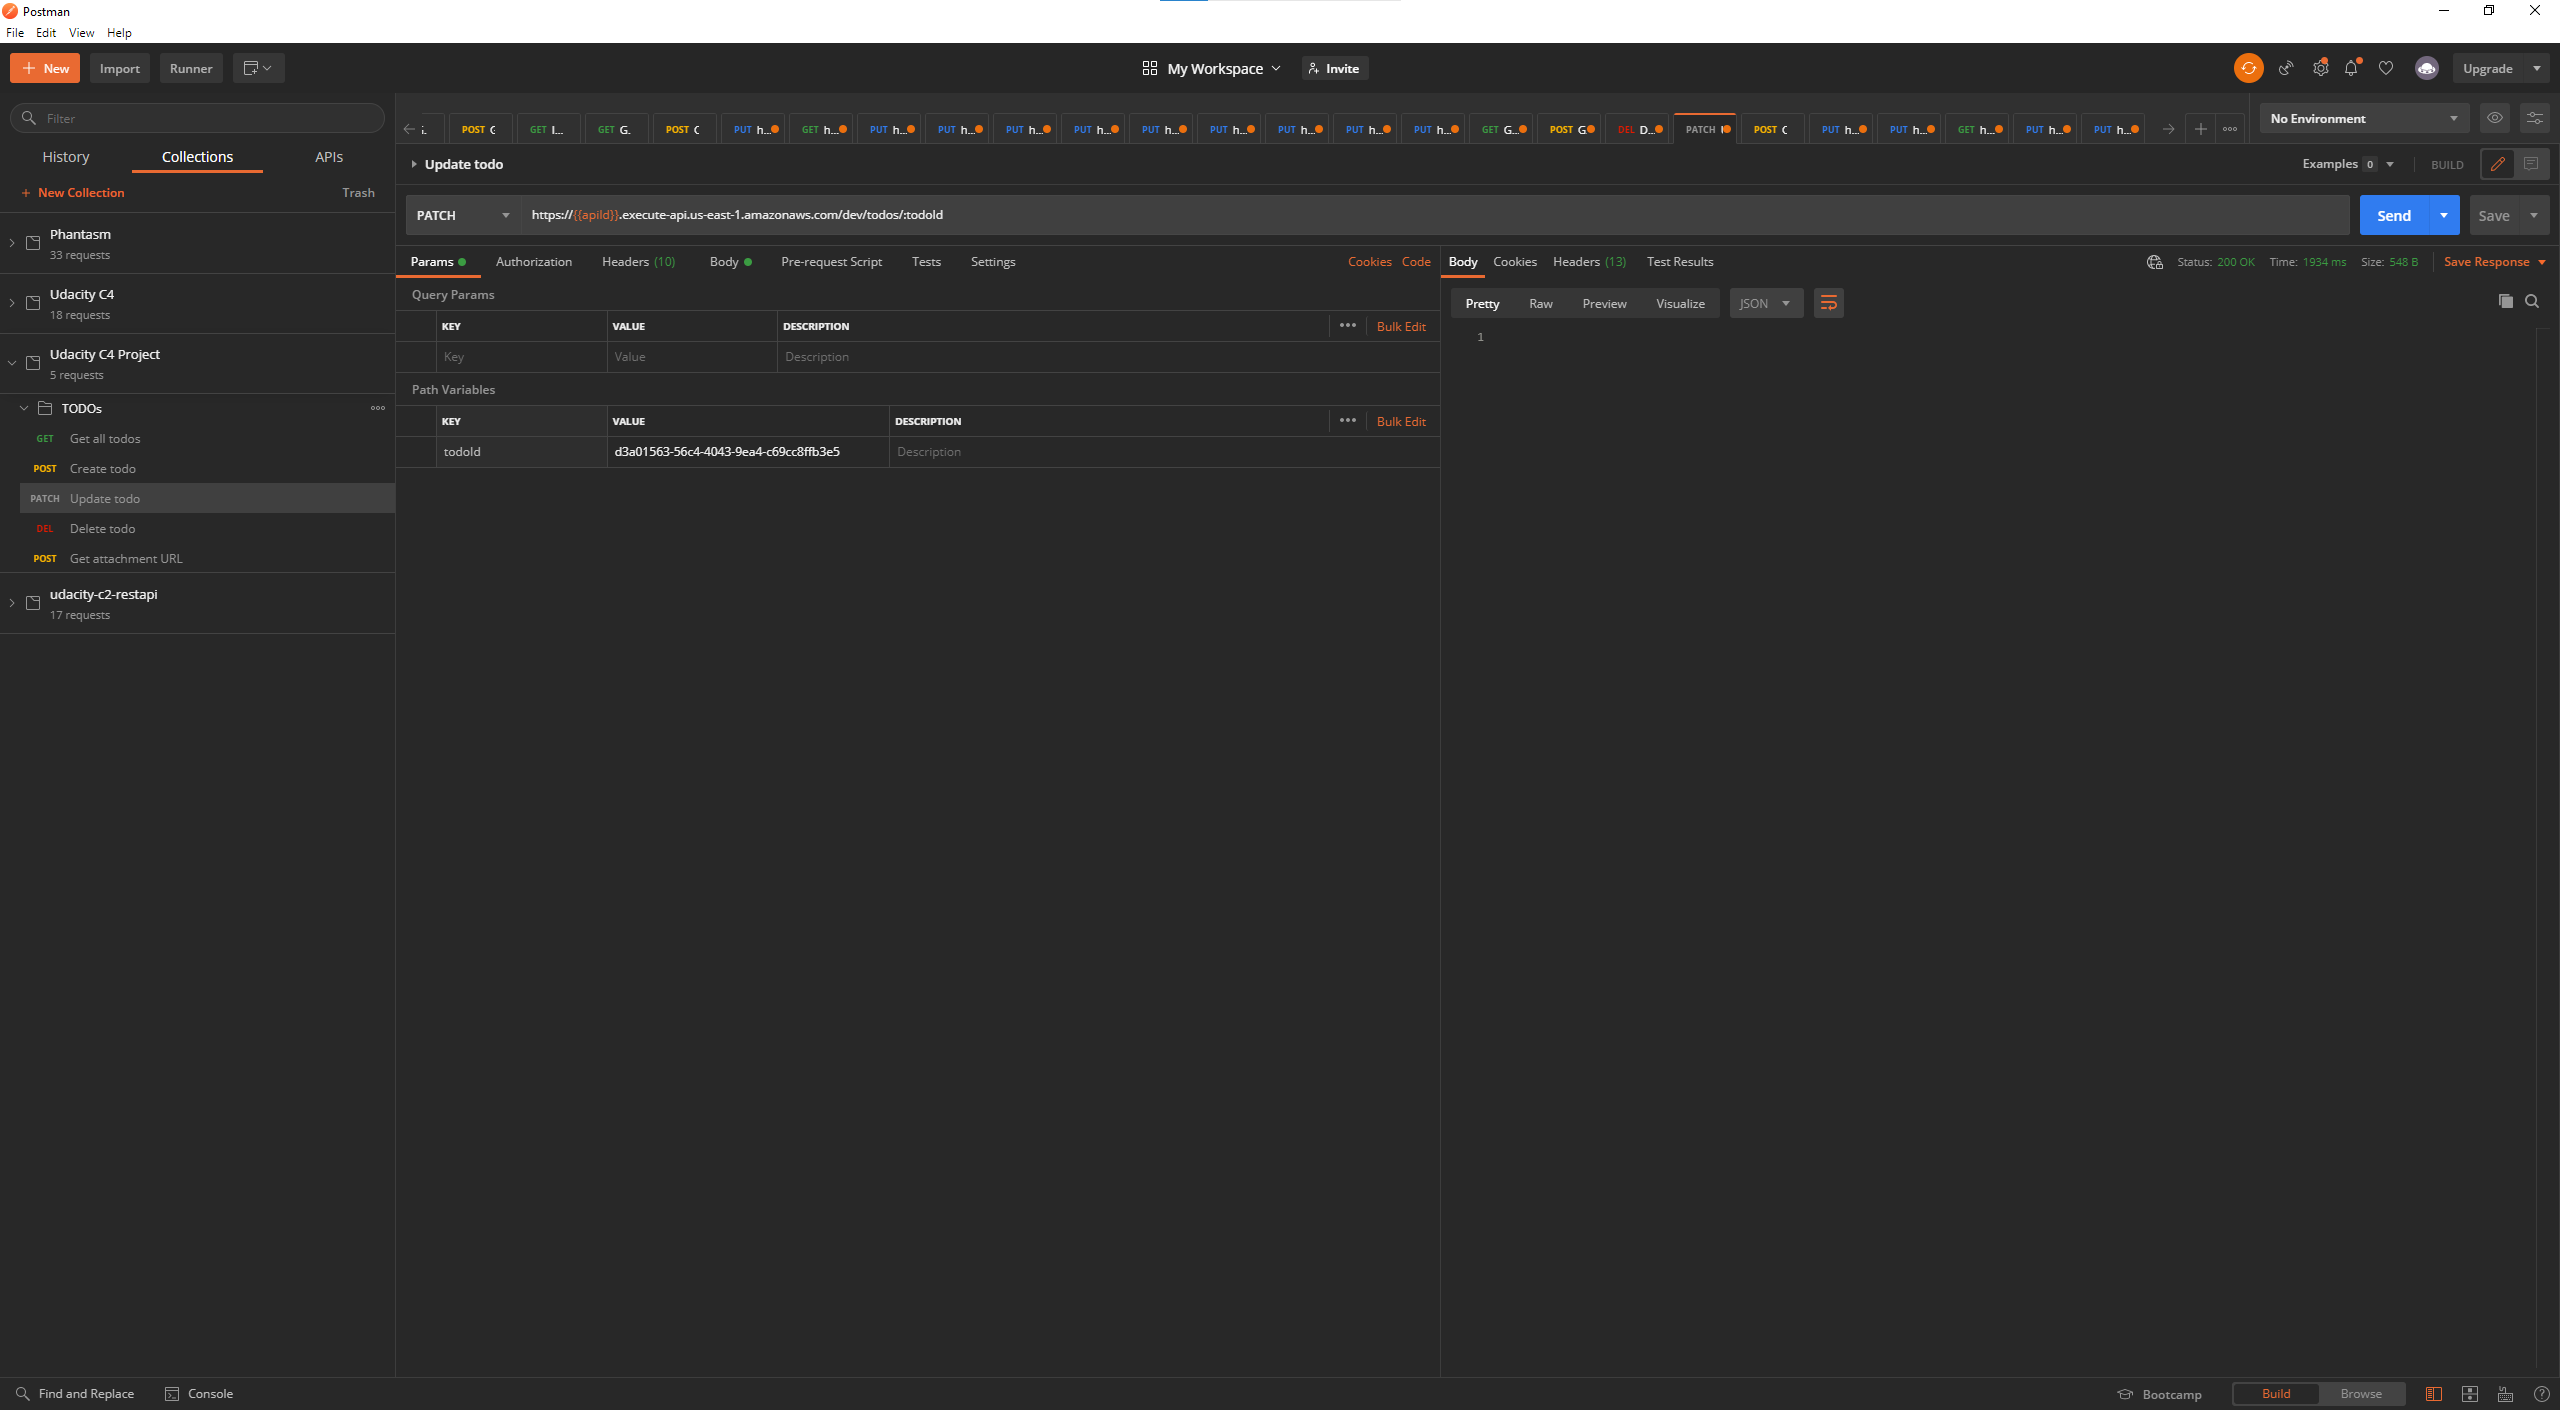 Postman
File Edit View Help
New Import Runner My Workspace Invite Upgrade
Filter
History Collections APIs
New Collection Trash
Phantasm
33 requests
Udacity C4
18 requests
Udacity C4 Project
5 requests
TODOs
GET Get all todos
POST Create todo
PATCH Update todo
DEL Delete todo
POST Get attachment URL
udacity-c2-restapi
17 requests
POST GET I... GET G. POST PUT h... GET h... PUT h... PUT h... PUT h... PUT h... PUT h... PUT h... PUT h... PUT h... PUT h... GET G... POST G DEL D... PATCH POST PUT h... PUT h... GET h... PUT h... PUT h...
No Environment
Update todo Examples 0 BUILD
PATCH https://{{apiId}}.execute-api.us-east-1.amazonaws.com/dev/todos/:todoId Send Save
Params Authorization Headers (10) Body Pre-request Script Tests Settings Cookies Code
Query Params
KEY VALUE DESCRIPTION Bulk Edit
Key Value Description
Path Variables
KEY VALUE DESCRIPTION Bulk Edit
todoId d3a01563-56c4-4043-9ea4-c69cc8ffb3e5 Description
Body Cookies Headers (13) Test Results Status: 200 OK Time: 1934 ms Size: 548 B Save Response
Pretty Raw Preview Visualize JSON
1
Find and Replace Console Bootcamp Build Browse